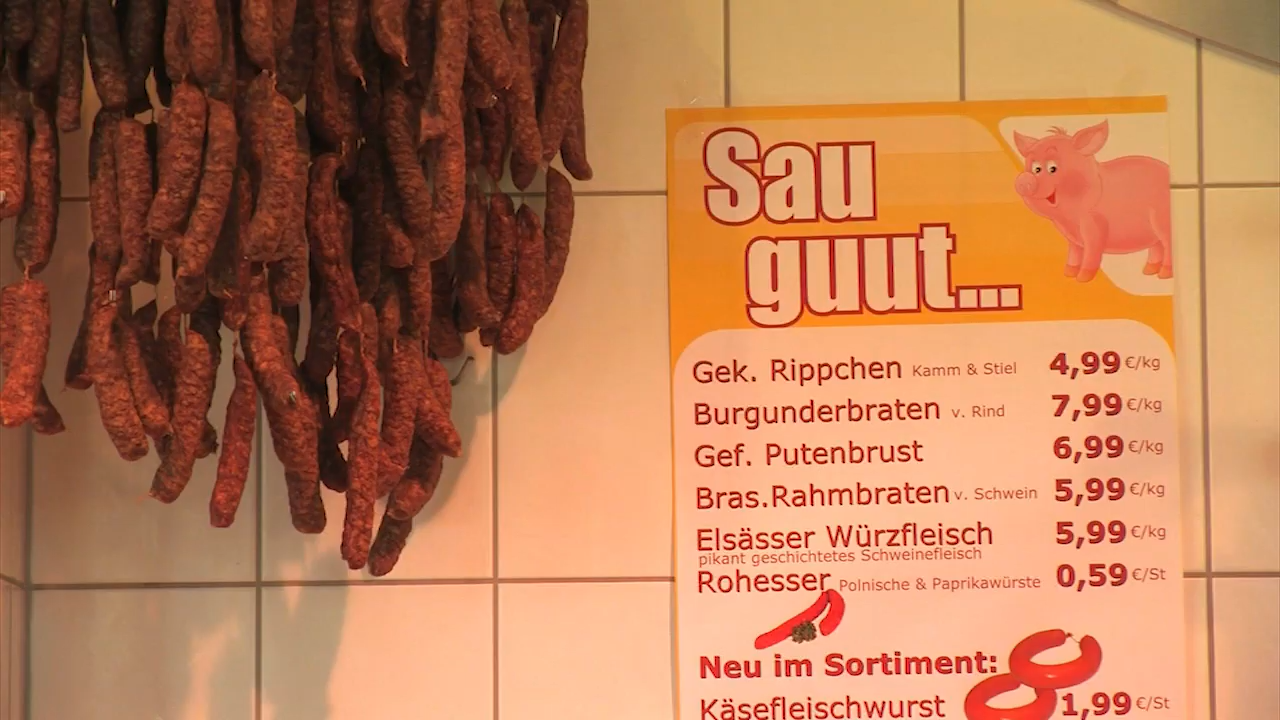 Sau
guut...
Gek. Rippchen Kamm & Stiel 4,99 €/kg
Burgunderbraten v. Rind 7,99 €/kg
Gef. Putenbrust 6,99 €/kg
Bras.Rahmbraten v. Schwein 5,99 €/kg
Elsässer Würzfleisch 5,99 €/kg
pikant geschichtetes Schweinefleisch
Rohesser Polnische & Paprikawürste 0,59 €/St
Neu im Sortiment:
Käsefleischwurst 1,99 €/St